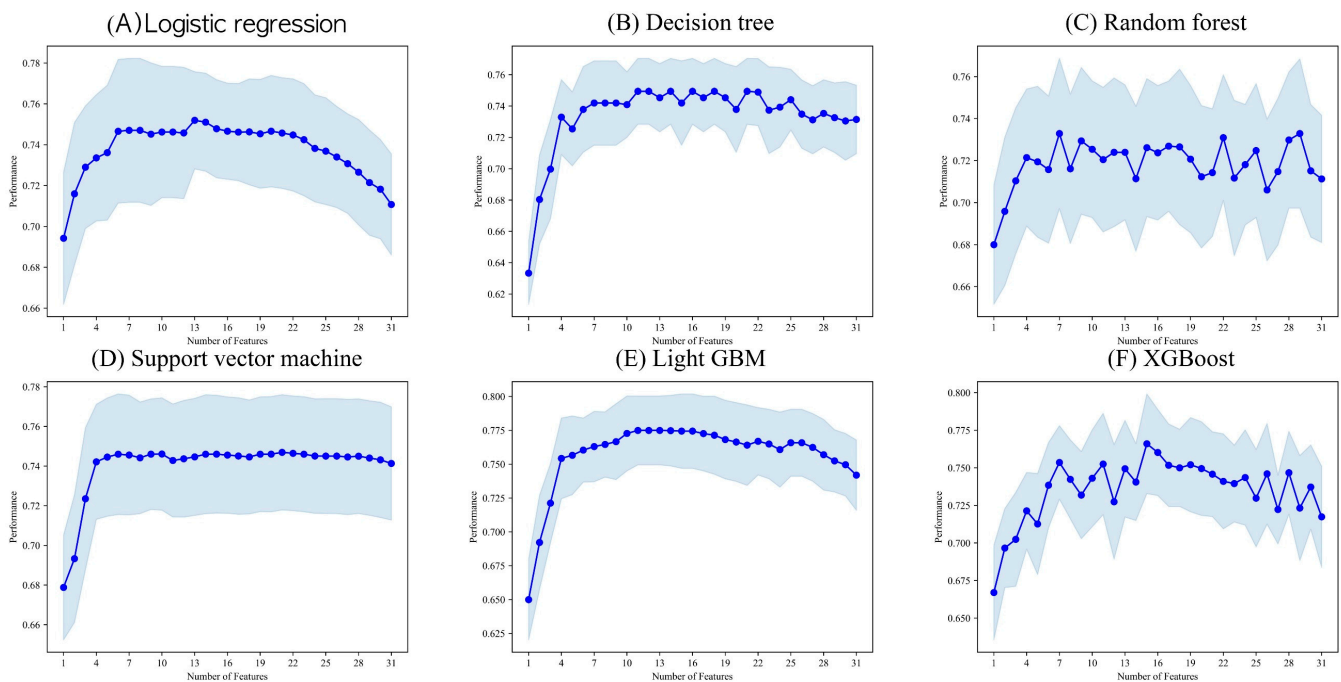 (A)Logistic regression
0.78
0.76
0.74
0.72
0.70
0.68
0.66
Performance
1 4 7 10 13 16 19 22 25 28 31
Number of Features
(B) Decision tree
0.76
0.74
0.72
0.70
0.68
0.66
0.64
0.62
Performance
1 4 7 10 13 16 19 22 25 28 31
Number of Features
(C) Random forest
0.76
0.74
0.72
0.70
0.68
0.66
Performance
1 4 7 10 13 16 19 22 25 28 31
Number of Features
(D) Support vector machine
0.78
0.76
0.74
0.72
0.70
0.68
0.66
Performance
1 4 7 10 13 16 19 22 25 28 31
Number of Features
(E) Light GBM
0.800
0.775
0.750
0.725
0.700
0.675
0.650
0.625
Performance
1 4 7 10 13 16 19 22 25 28 31
Number of Features
(F) XGBoost
0.800
0.775
0.750
0.725
0.700
0.675
0.650
Performance
1 4 7 10 13 16 19 22 25 28 31
Number of Features